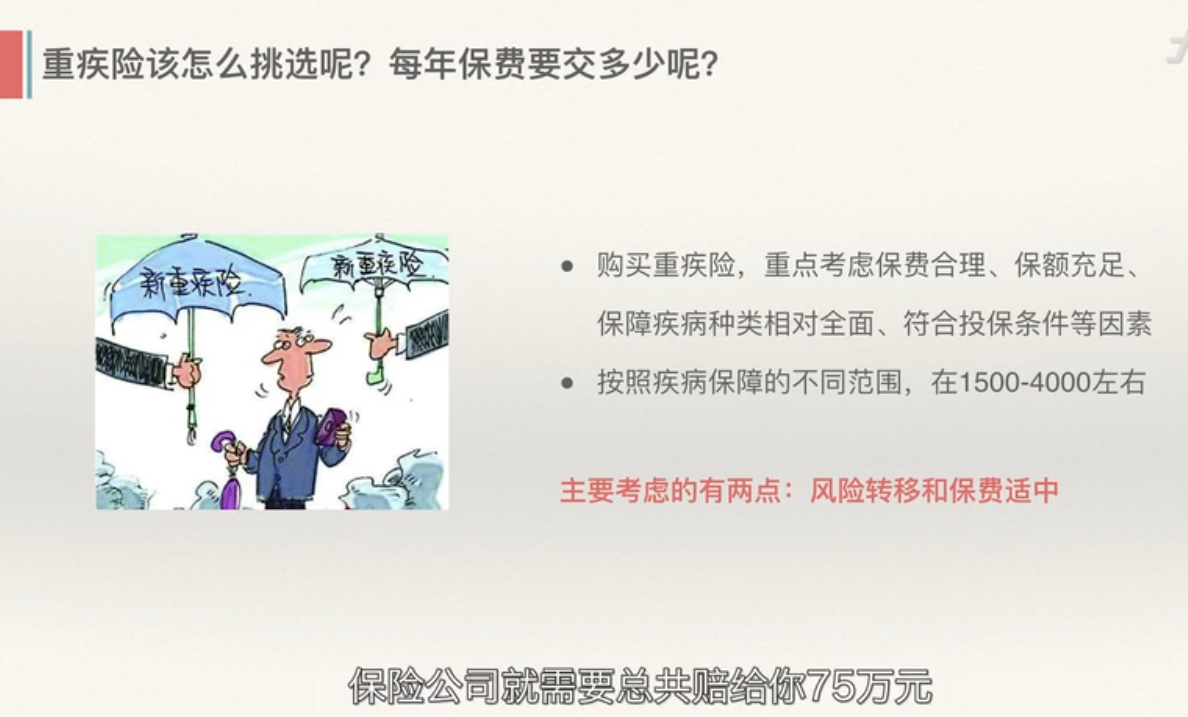 重疾险该怎么挑选呢？每年保费要交多少呢？
新重疾险
新重疾险
● 购买重疾险，重点考虑保费合理、保额充足、
保障疾病种类相对全面、符合投保条件等因素
● 按照疾病保障的不同范围，在1500-4000左右
主要考虑的有两点：风险转移和保费适中
保险公司就需要总共赔给你75万元